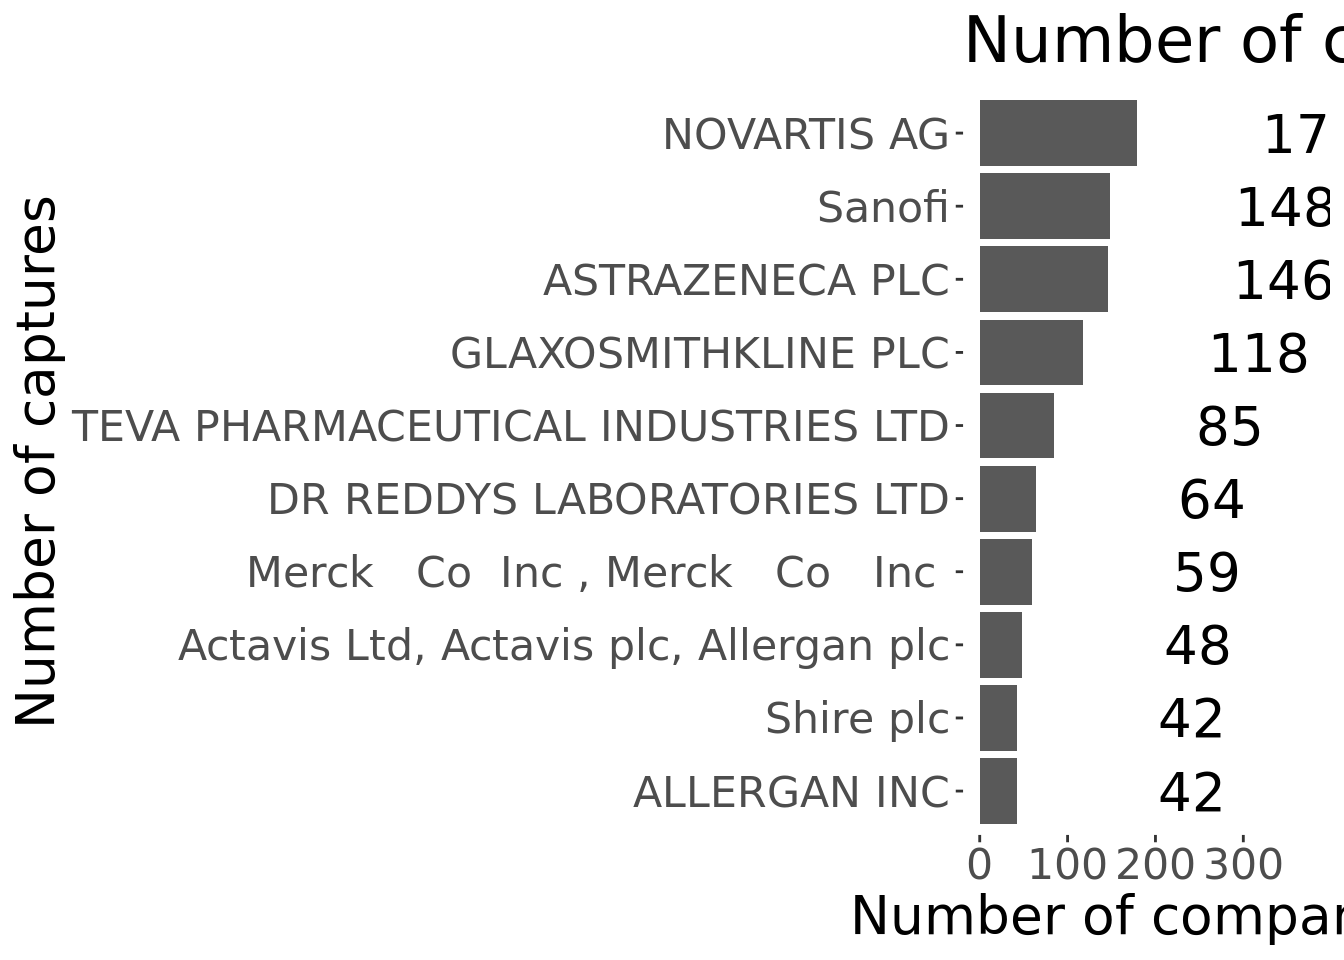 Number of c
Number of captures
NOVARTIS AG 17
Sanofi 148
ASTRAZENECA PLC 146
GLAXOSMITHKLINE PLC 118
TEVA PHARMACEUTICAL INDUSTRIES LTD 85
DR REDDYS LABORATORIES LTD 64
Merck   Co  Inc , Merck   Co   Inc 59
Actavis Ltd, Actavis plc, Allergan plc 48
Shire plc 42
ALLERGAN INC 42
0 100 200 300
Number of compar